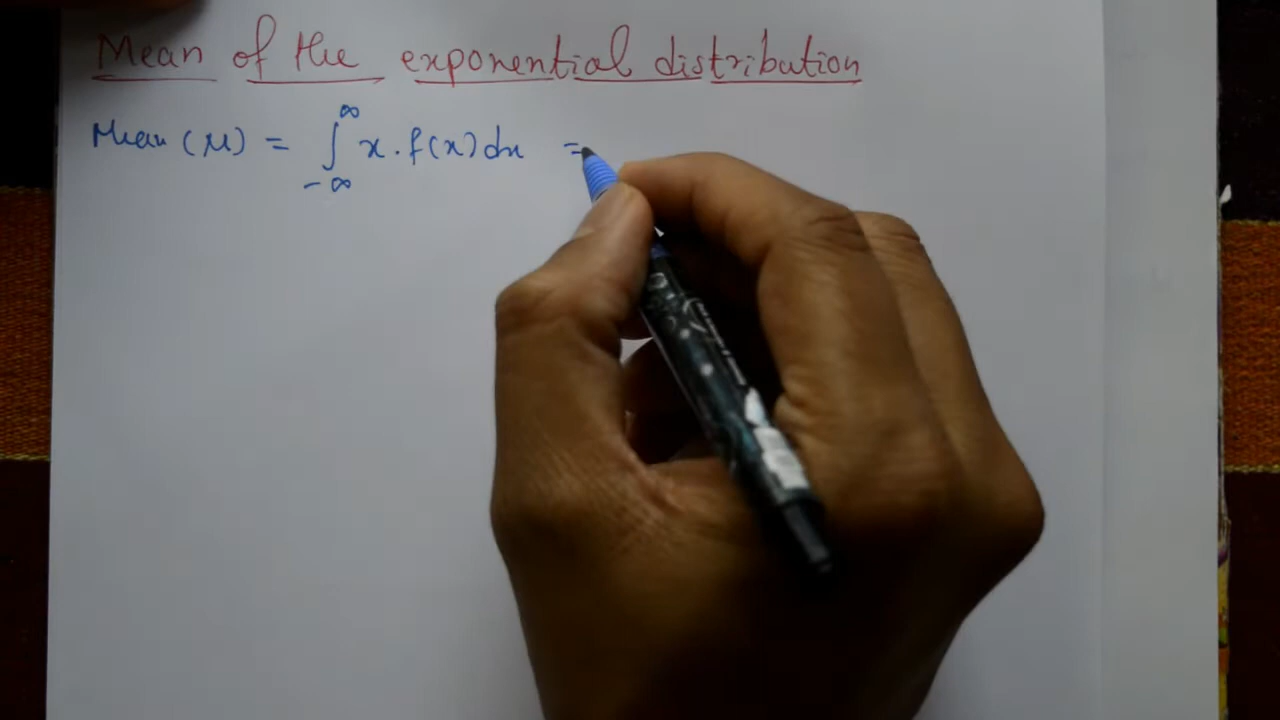 Mean of the exponential distribution
Mean (μ) = ∫_{-∞}^{∞} x. f(x) dx =